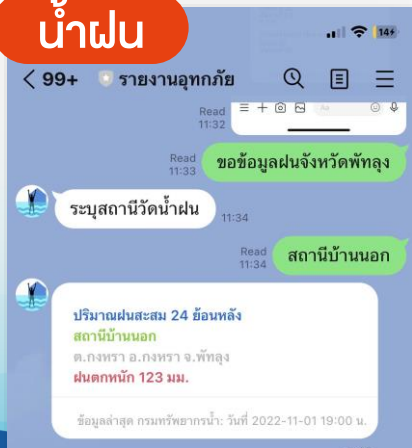 น้ำฝน
14
99+ รายงานอุทกภัย
Read
11:32
Aa
Read
11:33
ขอข้อมูลฝนจังหวัดพัทลุง
ระบุสถานีวัดน้ำฝน
11:34
Read
11:34
สถานีบ้านนอก
ปริมาณฝนสะสม 24 ย้อนหลัง
สถานีบ้านนอก
ต.กงหรา อ.กงหรา จ.พัทลุง
ฝนตกหนัก 123 มม.
ข้อมูลล่าสุด กรมทรัพยากรน้ำ: วันที่ 2022-11-01 19:00 น.